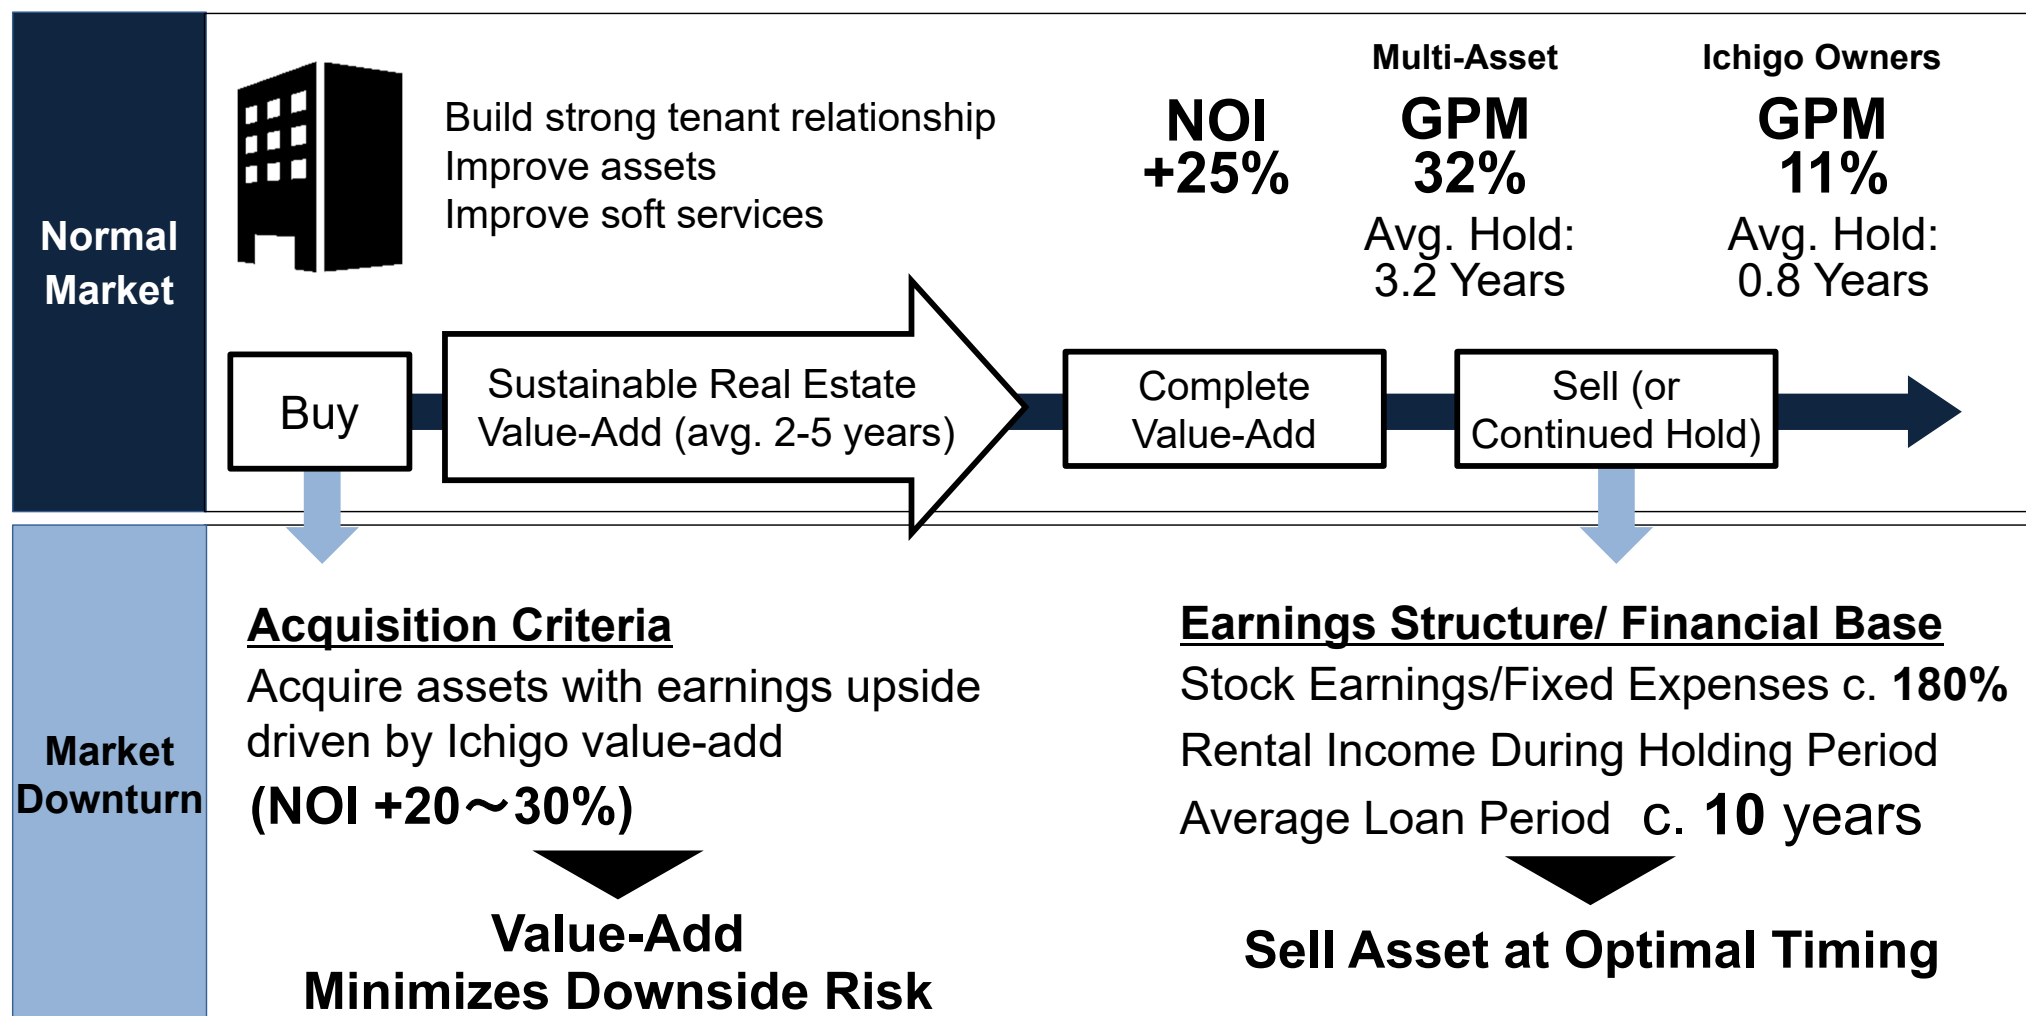 Normal
Market
Build strong tenant relationship
Improve assets
Improve soft services
NOI
+25%
Multi-Asset
GPM
32%
Avg. Hold:
3.2 Years
Ichigo Owners
GPM
11%
Avg. Hold:
0.8 Years
Buy
Sustainable Real Estate
Value-Add (avg. 2-5 years)
Complete
Value-Add
Sell (or
Continued Hold)
Market
Downturn
Acquisition Criteria
Acquire assets with earnings upside
driven by Ichigo value-add
(NOI +20～30%)
Value-Add
Minimizes Downside Risk
Earnings Structure/ Financial Base
Stock Earnings/Fixed Expenses c. 180%
Rental Income During Holding Period
Average Loan Period c. 10 years
Sell Asset at Optimal Timing